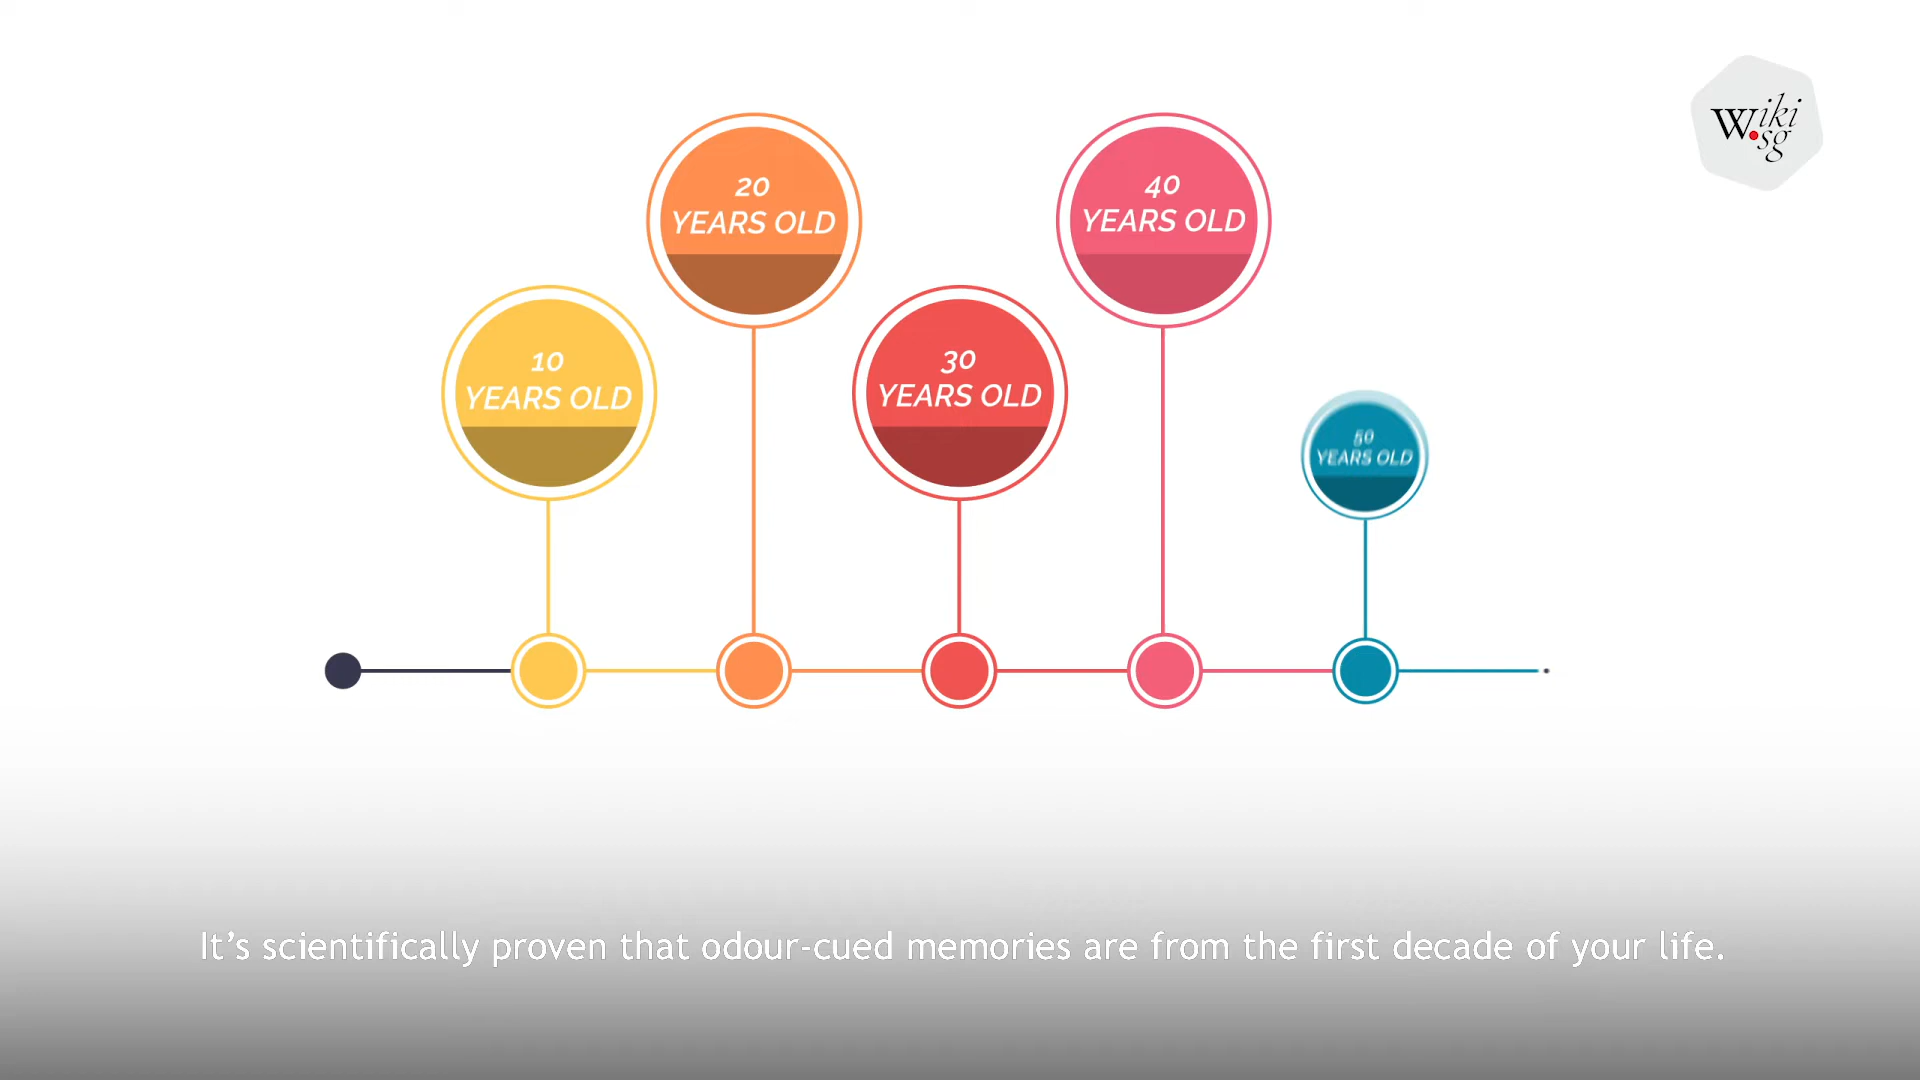 Wiki
.sg
20
YEARS OLD
40
YEARS OLD
10
YEARS OLD
30
YEARS OLD
50
YEARS OLD
It’s scientifically proven that odour-cued memories are from the first decade of your life.